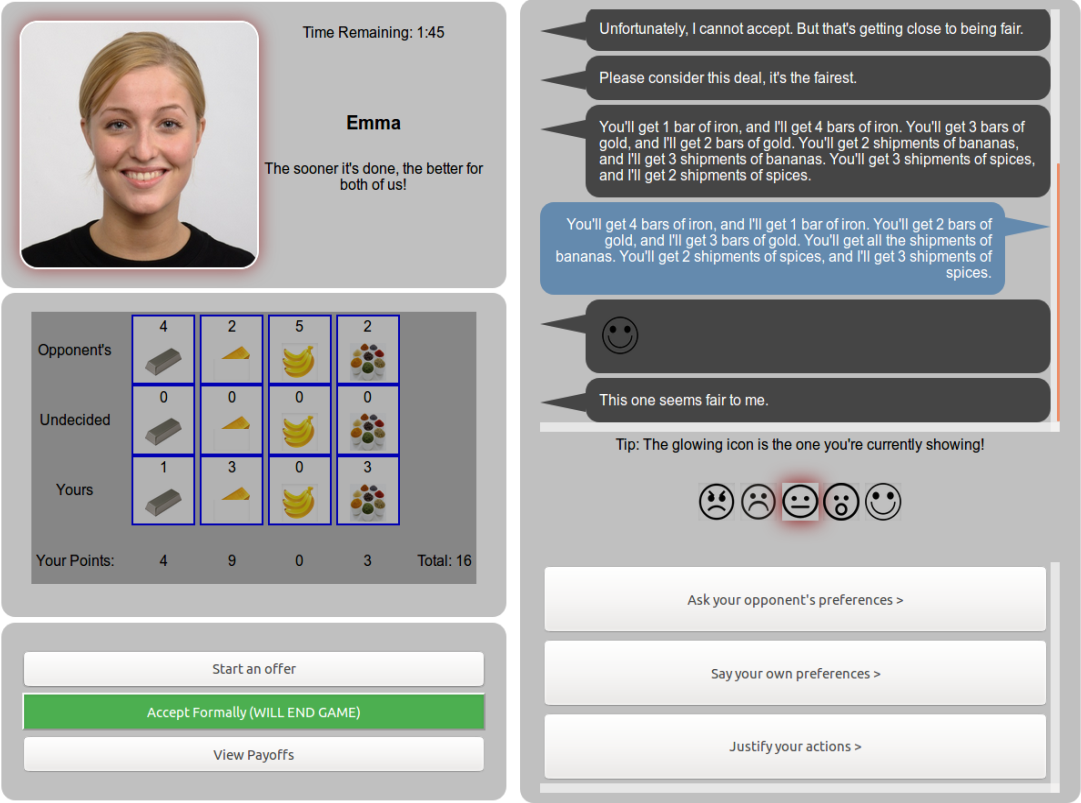 Time Remaining: 1:45
Emma
The sooner it's done, the better for
both of us!
4 2 5 2
Opponent's
0 0 0 0
Undecided
1 3 0 3
Yours
Your Points: 4 9 0 3 Total: 16
Start an offer
Accept Formally (WILL END GAME)
View Payoffs
Unfortunately, I cannot accept. But that's getting close to being fair.
Please consider this deal, it's the fairest.
You'll get 1 bar of iron, and I'll get 4 bars of iron. You'll get 3 bars of
gold, and I'll get 2 bars of gold. You'll get 2 shipments of bananas,
and I'll get 3 shipments of bananas. You'll get 3 shipments of spices,
and I'll get 2 shipments of spices.
You'll get 4 bars of iron, and I'll get 1 bar of iron. You'll get 2 bars of
gold, and I'll get 3 bars of gold. You'll get all the shipments of
bananas. You'll get 2 shipments of spices, and I'll get 3 shipments of
spices.
This one seems fair to me.
Tip: The glowing icon is the one you're currently showing!
Ask your opponent's preferences >
Say your own preferences >
Justify your actions >